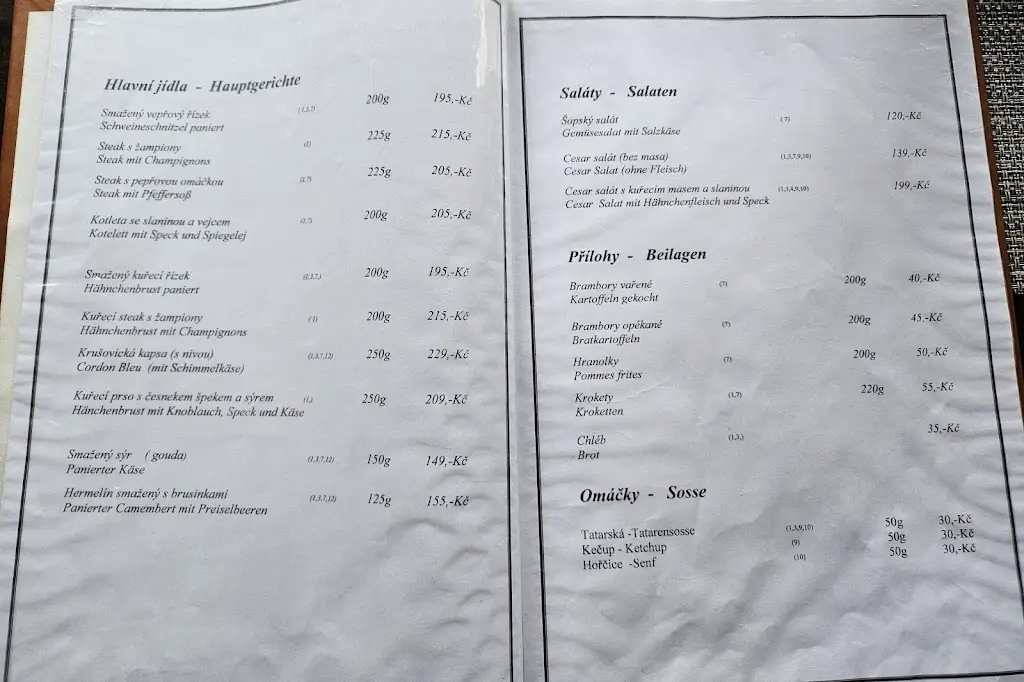 Hlavní jídla - Hauptgerichte
Smažený vepřový řízek (1,3,7) 200g 195,-Kč
Schweineschnitzel paniert
Steak s žampiony (1) 225g 215,-Kč
Steak mit Champignons
Steak s pepřovou omáčkou (1,7) 225g 205,-Kč
Steak mit Pfeffersoß
Kotleta se slaninou a vejcem (1,7) 200g 205,-Kč
Kotelett mit Speck und Spiegelej
Smažený kuřecí řízek (1,3,7,) 200g 195,-Kč
Hähnchenbrust paniert
Kuřecí steak s žampiony (1) 200g 215,-Kč
Hähnchenbrust mit Champignons
Krušovická kapsa (s nivou) (1,3,7,12) 250g 229,-Kč
Cordon Bleu (mit Schimmelkäse)
Kuřecí prso s česnekem špekem a sýrem (1,) 250g 209,-Kč
Hänchenbrust mit Knoblauch, Speck und Käse
Smažený sýr ( gouda) (1,3,7,12) 150g 149,-Kč
Panierter Käse
Hermelín smažený s brusinkami (1,3,7,12) 125g 155,-Kč
Panierter Camembert mit Preiselbeeren
Saláty - Salaten
Šopský salát (7) 120,-Kč
Gemüsesalat mit Salzkäse
Cesar salát (bez masa) (1,3,7,9,10) 139,-Kč
Cesar Salat (ohne Fleisch)
Cesar salát s kuřecím masem a slaninou (1,3,4,9,10) 199,-Kč
Cesar Salat mit Hähnchenfleisch und Speck
Přílohy - Beilagen
Brambory vařené (7) 200g 40,-Kč
Kartoffeln gekocht
Brambory opékané (7) 200g 45,-Kč
Bratkartoffeln
Hranolky (7) 200g 50,-Kč
Pommes frites
Krokety (1,7) 220g 55,-Kč
Kroketten
Chléb (1,3,) 35,-Kč
Brot
Omáčky - Sosse
Tatarská -Tatarensosse (1,3,9,10) 50g 30,-Kč
Kečup - Ketchup (9) 50g 30,-Kč
Hořčice -Senf (10) 50g 30,-Kč